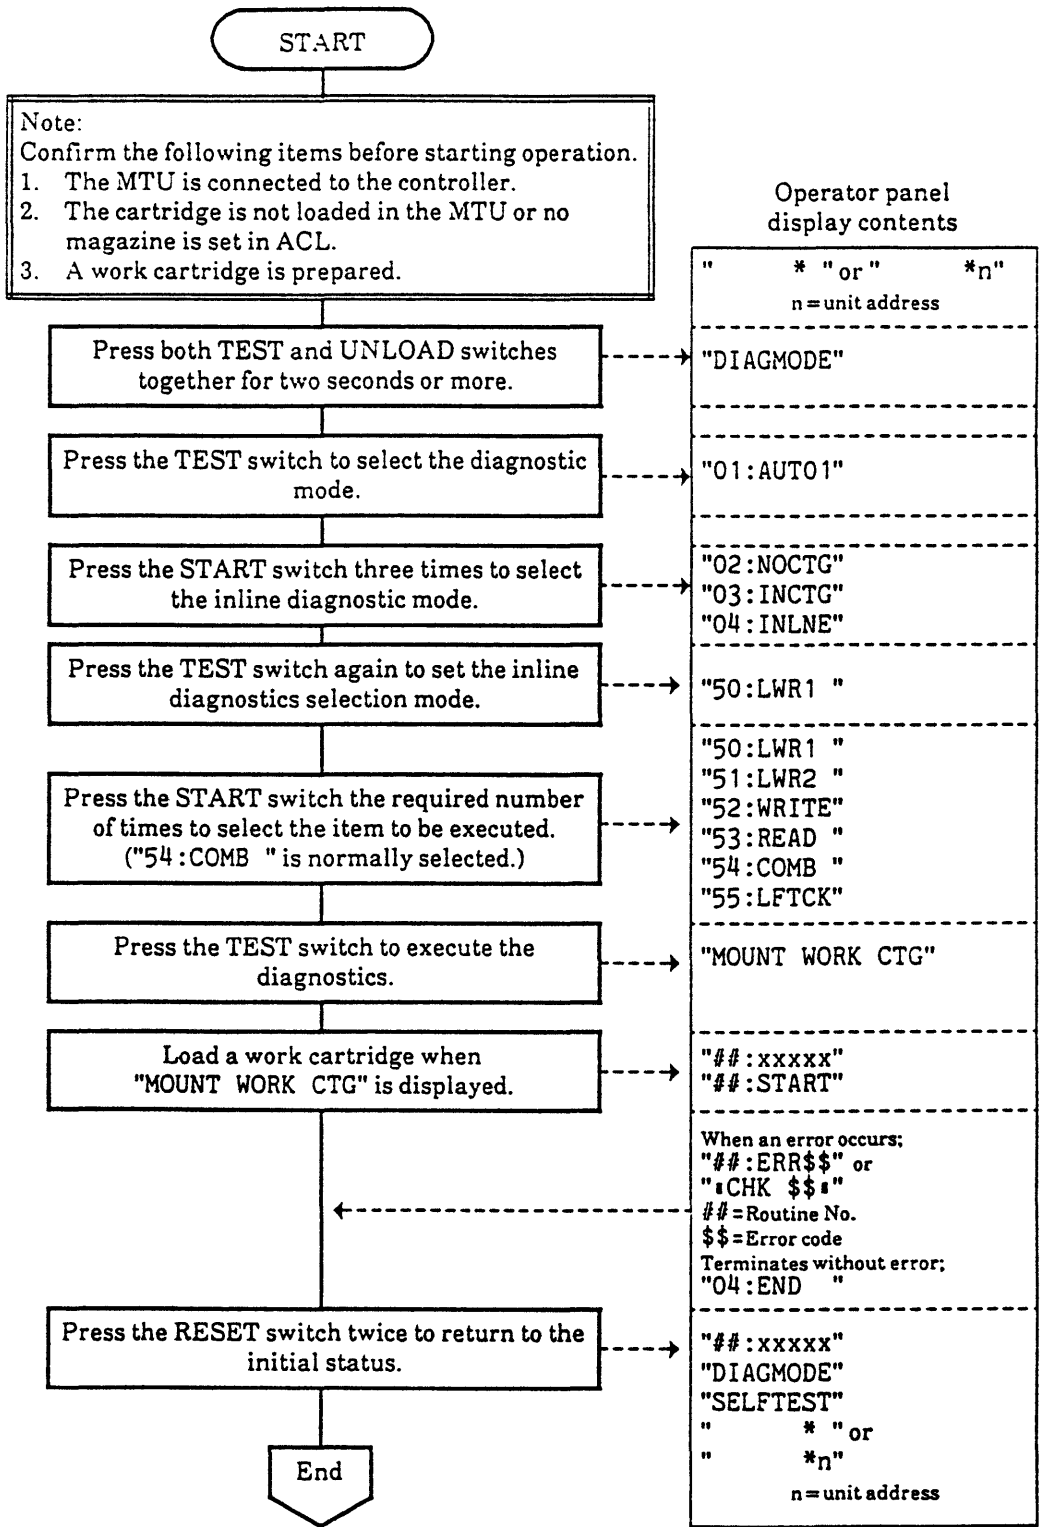 START
Note:
Confirm the following items before starting operation.
1. The MTU is connected to the controller.
2. The cartridge is not loaded in the MTU or no
magazine is set in ACL.
3. A work cartridge is prepared.
Operator panel
display contents
"      * " or "      *n"
n = unit address
Press both TEST and UNLOAD switches
together for two seconds or more.
"DIAGMODE"
Press the TEST switch to select the diagnostic
mode.
"01:AUTO1"
Press the START switch three times to select
the inline diagnostic mode.
"02:NOCTG"
"03:INCTG"
"04:INLNE"
Press the TEST switch again to set the inline
diagnostics selection mode.
"50:LWR1 "
Press the START switch the required number
of times to select the item to be executed.
("54:COMB " is normally selected.)
"50:LWR1 "
"51:LWR2 "
"52:WRITE"
"53:READ "
"54:COMB "
"55:LFTCK"
Press the TEST switch to execute the
diagnostics.
"MOUNT WORK CTG"
Load a work cartridge when
"MOUNT WORK CTG" is displayed.
"##:xxxxx"
"##:START"
When an error occurs;
"##:ERR$$" or
"*CHK $$*"
##=Routine No.
$$=Error code
Terminates without error;
"04:END   "
Press the RESET switch twice to return to the
initial status.
"##:xxxxx"
"DIAGMODE"
"SELFTEST"
"      * " or
"      *n"
n = unit address
End